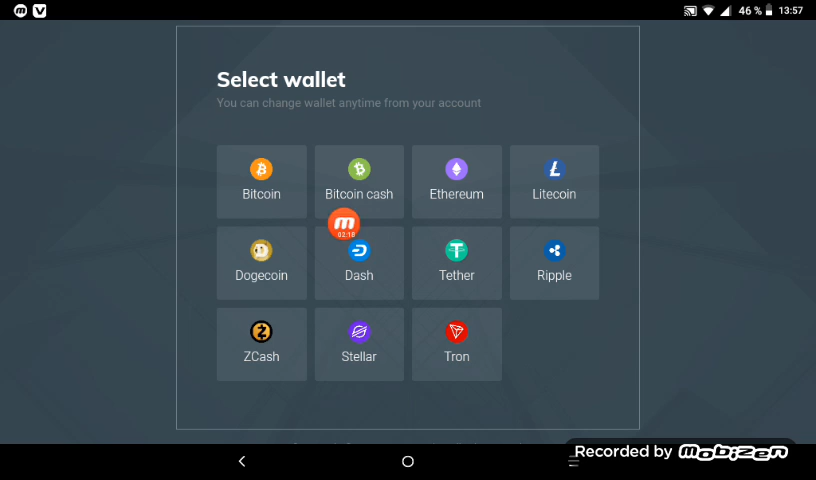 46 % 13:57
Select wallet
You can change wallet anytime from your account
Bitcoin
Bitcoin cash
Ethereum
Litecoin
m
02:18
Dogecoin
Dash
Tether
Ripple
ZCash
Stellar
Tron
Recorded by mobizen